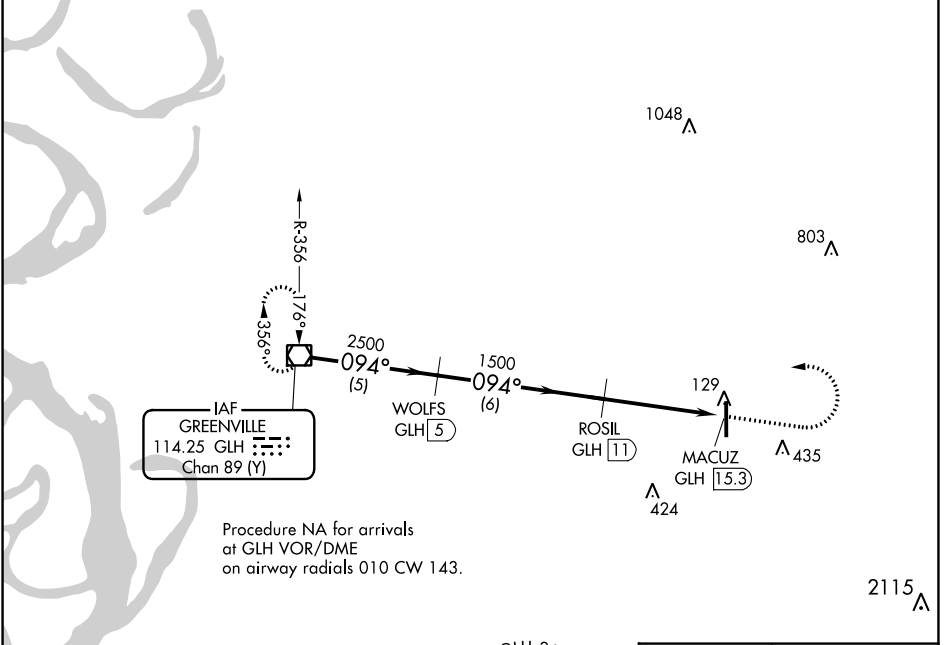 1048
803
R-356
176°
356°
2500
094°
(5)
1500
094°
(6)
129
WOLFS
GLH 5
ROSIL
GLH 11
MACUZ
GLH 15.3
435
424
IAF
GREENVILLE
114.25 GLH
Chan 89 (Y)
Procedure NA for arrivals
at GLH VOR/DME
on airway radials 010 CW 143.
2115